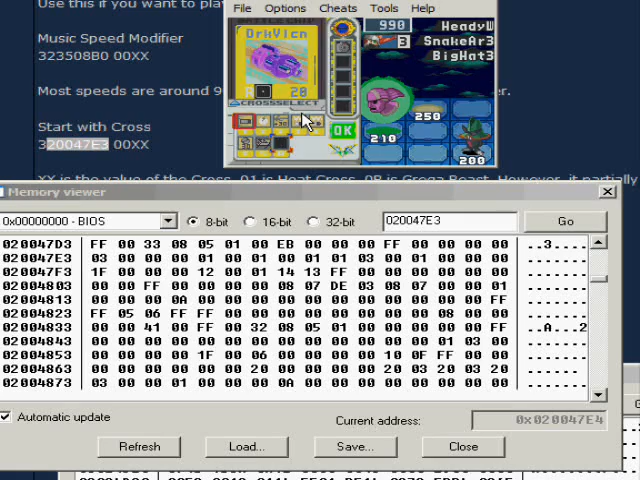 Use this if you want to pla
File Options Cheats Tools Help
990 HeadyW
OrkVlcn
3 SnakeAr3
BigHat3
Music Speed Modifier
323508B0 00XX
20
Most speeds are around 9
er.
CROSSSELECT
250
Start with Cross
OK
320047E3 00XX
210
200
XX is the value of the Cross. 01 is Heat Cross, 0B is Grega Beast. However, it partially
Memory viewer
0x00000000 - BIOS 8-bit 16-bit 32-bit 020047E3 Go
020047D3 FF 00 33 08 05 01 00 EB 00 00 00 FF 00 00 00 00 ..3.....
020047E3 03 00 00 00 01 00 01 00 01 01 03 00 01 00 00 00 .......
020047F3 1F 00 00 00 12 00 01 14 13 FF 00 00 00 00 00 00 .......
02004803 00 00 FF 00 00 00 00 08 07 DE 03 08 07 00 00 01 .......
02004813 00 00 00 0A 00 00 00 00 00 00 00 00 00 00 00 FF .......
02004823 FF 05 06 FF FF 00 00 00 00 00 00 00 00 08 00 00 .......
02004833 00 00 41 00 FF 00 32 08 05 01 00 00 00 00 00 FF ..A...2
02004843 00 00 00 00 00 00 00 00 00 00 00 00 00 01 03 00 .......
02004853 00 00 00 1F 00 06 00 00 00 10 0F FF 00 00 00 00 .......
02004863 00 00 00 00 00 20 00 00 00 00 00 20 03 20 03 20 .......
02004873 03 00 00 01 00 00 00 0A 00 00 00 00 00 00 00 00 .......
Automatic update
Current address: 0x020047E4
Refresh Load... Save... Close